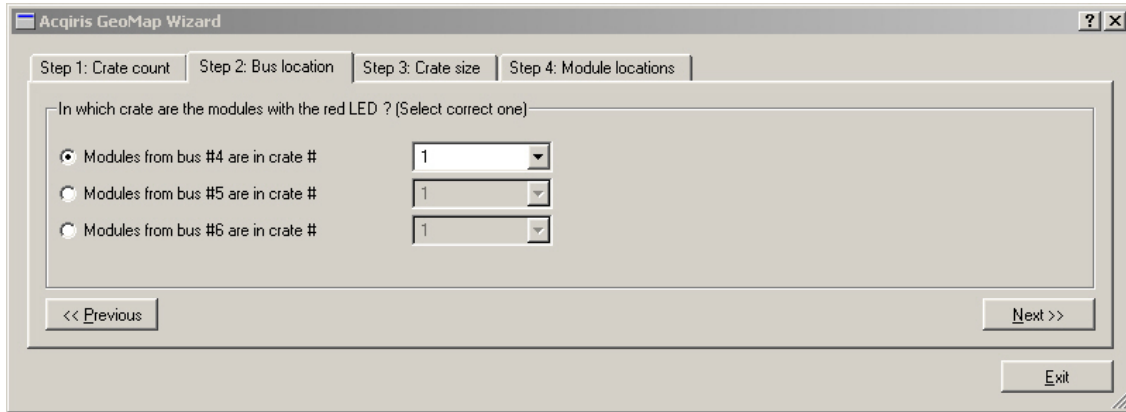 Acqiris GeoMap Wizard
Step 1: Crate count Step 2: Bus location Step 3: Crate size Step 4: Module locations
In which crate are the modules with the red LED ? (Select correct one)
Modules from bus #4 are in crate # 1
Modules from bus #5 are in crate # 1
Modules from bus #6 are in crate # 1
<< Previous Next >>
Exit